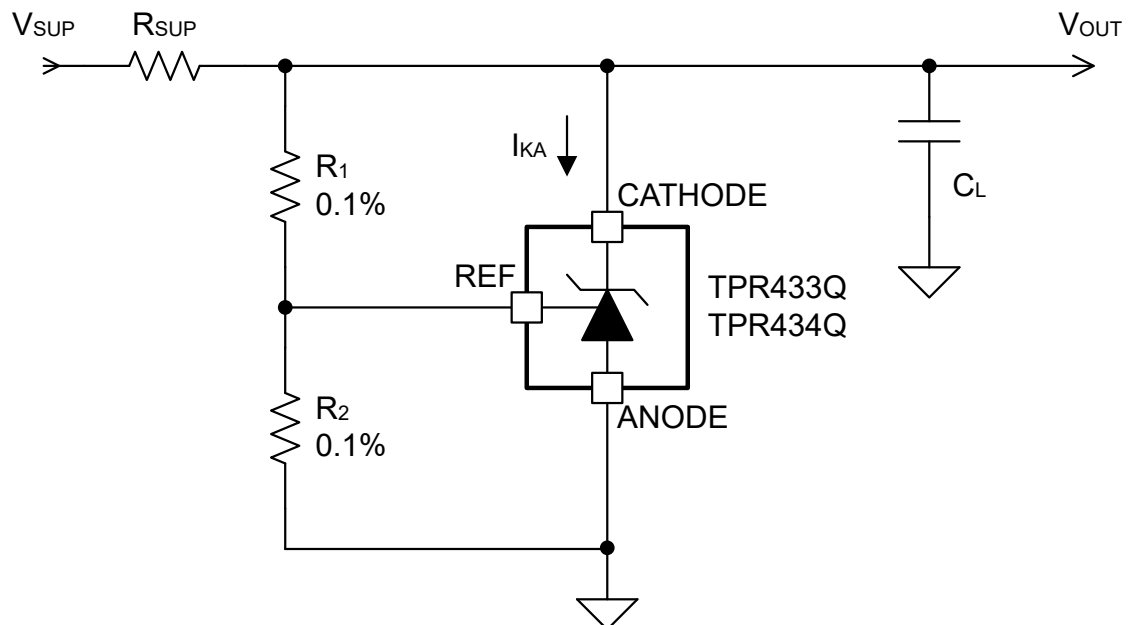 VSUP
RSUP
VOUT
R1
0.1%
IKA
CATHODE
CL
REF
TPR433Q
TPR434Q
R2
0.1%
ANODE